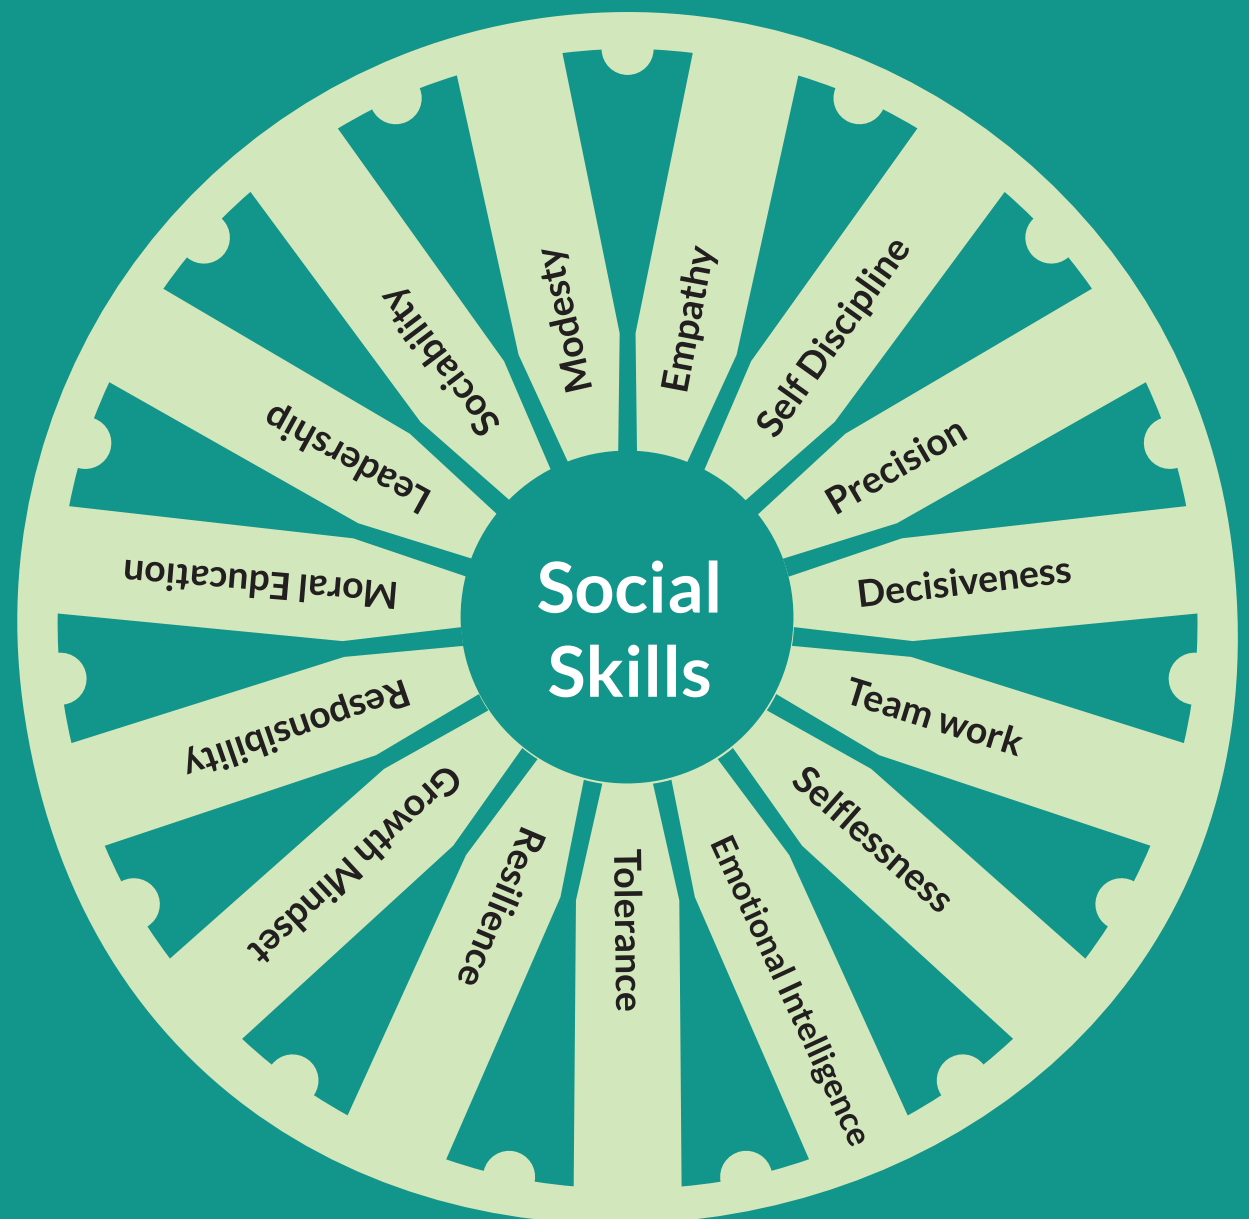 Social
Skills
Empathy
Self Discipline
Precision
Decisiveness
Team work
Selflessness
Emotional Intelligence
Tolerance
Resilience
Growth Mindset
Responsibility
Moral Education
Leadership
Sociability
Modesty